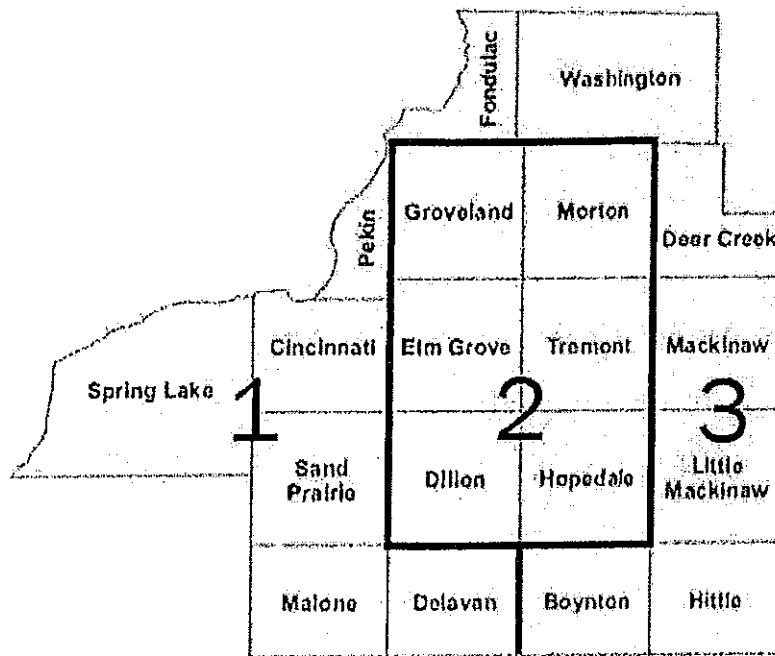 Fondulac
Washington
Groveland
Morton
Pekin
Deer Creek
Cincinnati
Elm Grove
Tremont
Mackinaw
Spring Lake
1
2
3
Sand
Prairie
Dillon
Hopedale
Little
Mackinaw
Malone
Delavan
Boynton
Hittle